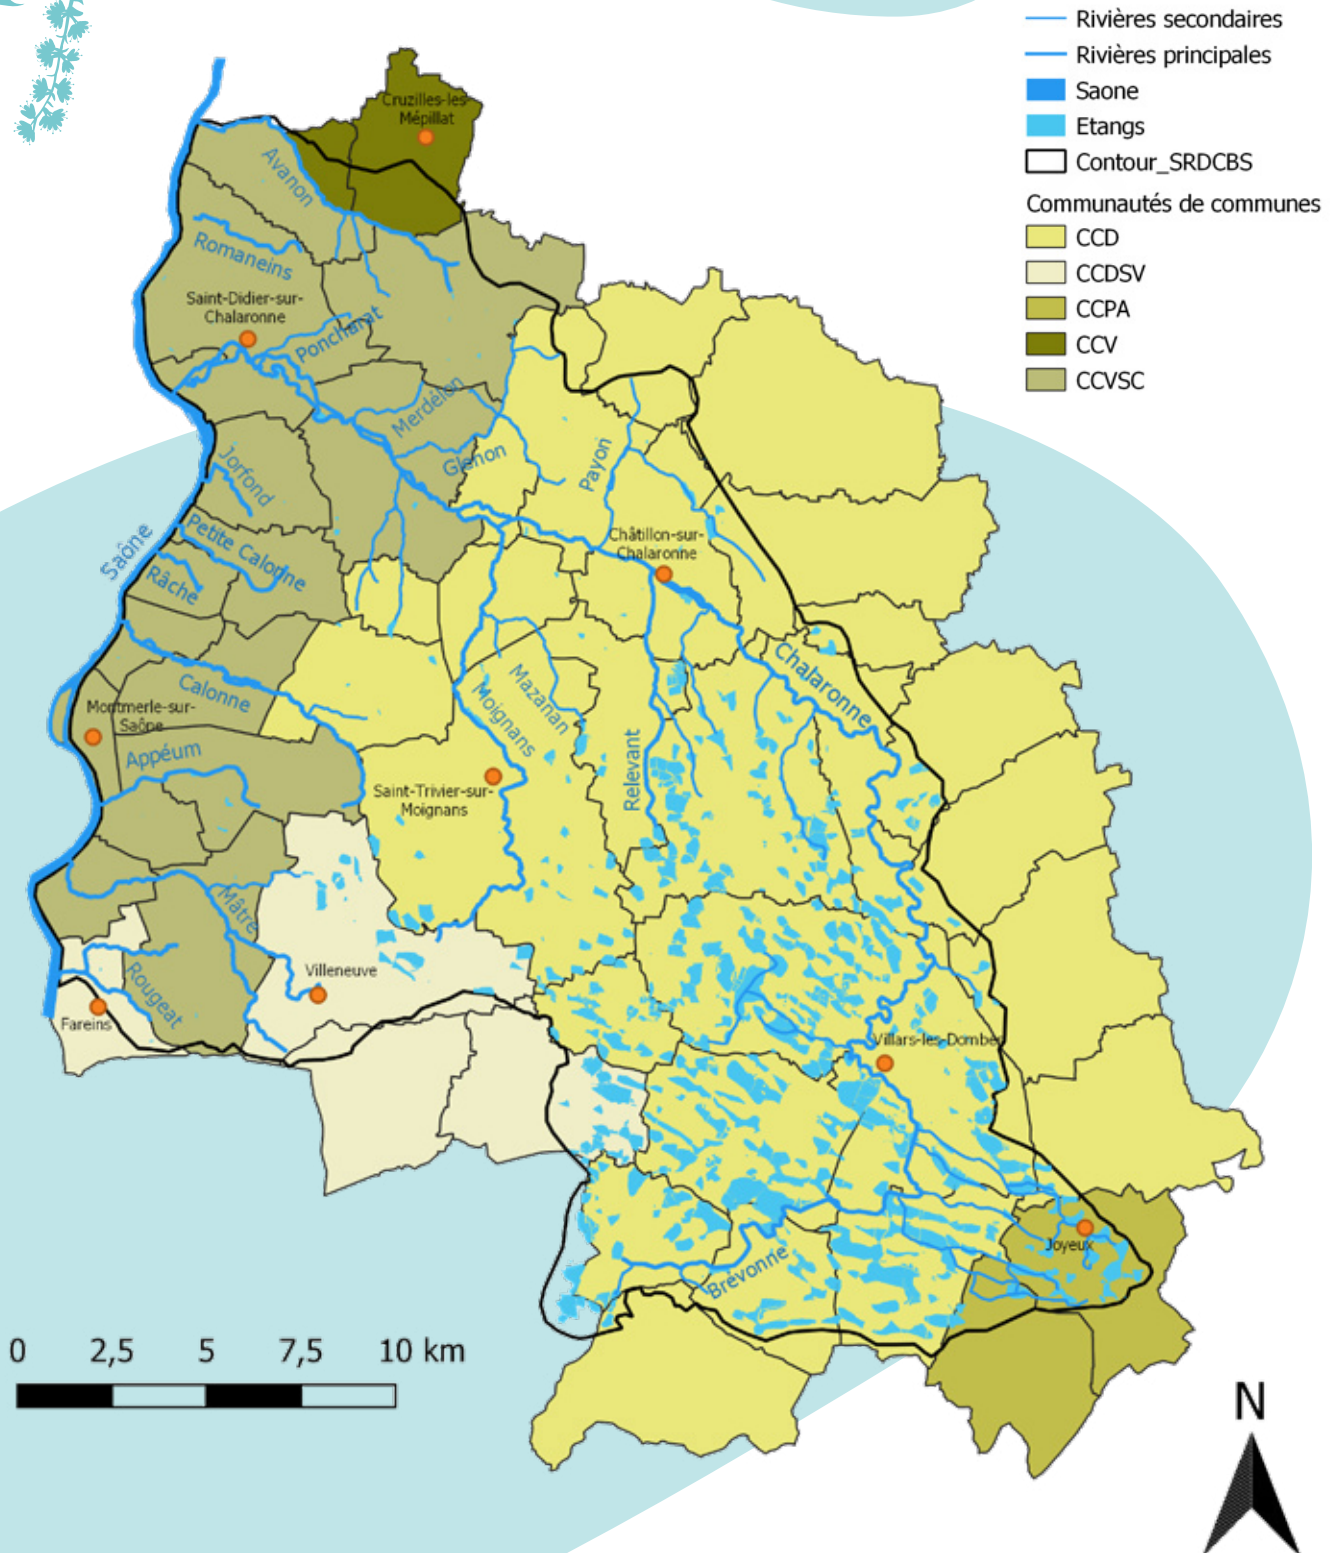 Rivières secondaires
Rivières principales
Saone
Etangs
Contour_SRDCBS
Communautés de communes
CCD
CCDSV
CCPA
CCV
CCVSC
Cruzilles-les-
Mépillat
Avanon
Romaneins
Saint-Didier-sur-
Chalaronne
Poncharat
Merdelon
Glenon
Payon
Jorfond
Saône
Petite Calonne
Râche
Châtillon-sur-
Chalaronne
Chalaronne
Calonne
Montmerle-sur-
Saône
Appéum
Mazanan
Moignans
Relevant
Saint-Trivier-sur-
Moignans
Mâtre
Villeneuve
Rougeat
Fareins
Villars-les-Dombes
Joyeux
Brévonne
0 2,5 5 7,5 10 km
N